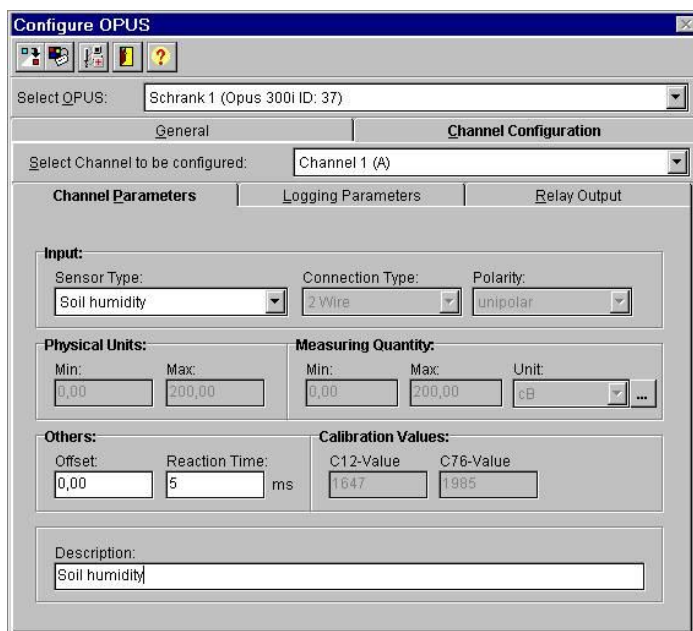 Configure OPUS
Select OPUS: Schrank 1 (Opus 300i ID: 37)
General Channel Configuration
Select Channel to be configured: Channel 1 (A)
Channel Parameters Logging Parameters Relay Output
Input:
Sensor Type: Connection Type: Polarity:
Soil humidity 2 Wire unipolar
Physical Units: Measuring Quantity:
Min: Max: Min: Max: Unit:
0,00 200,00 0,00 200,00 cB ...
Others: Calibration Values:
Offset: Reaction Time: C12-Value C76-Value
0,00 5 ms 1647 1985
Description:
Soil humidity